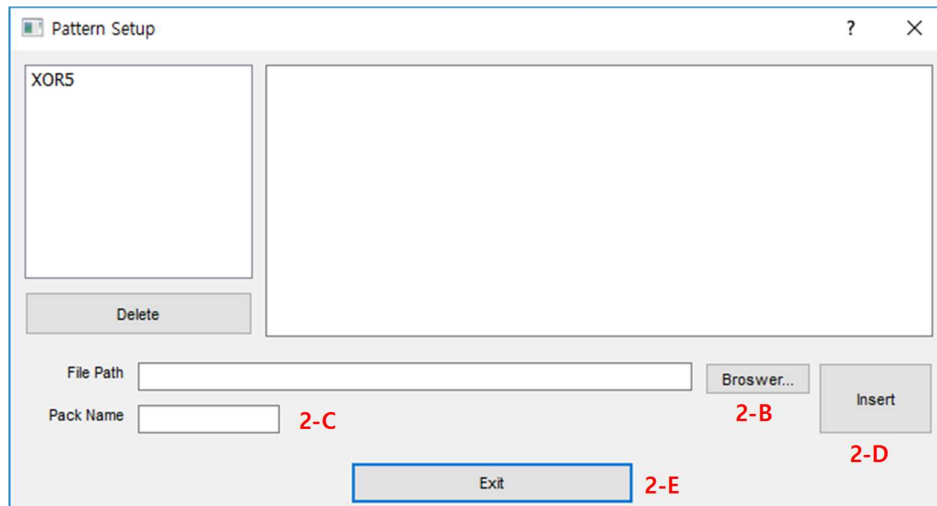 Pattern Setup ?
XOR5
Delete
File Path Broswer...
Pack Name 2-C 2-B Insert
2-D
Exit 2-E